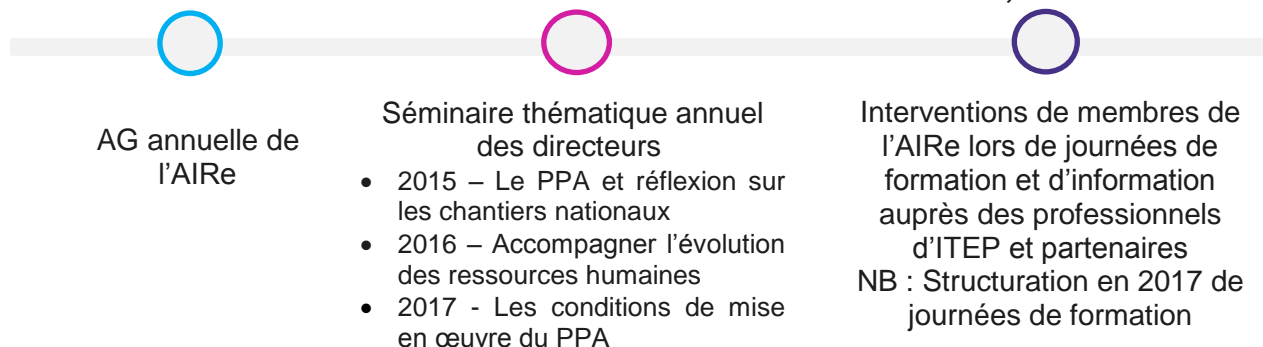 AG annuelle de
l’AIRe
Séminaire thématique annuel
des directeurs
• 2015 – Le PPA et réflexion sur
les chantiers nationaux
• 2016 – Accompagner l’évolution
des ressources humaines
• 2017 - Les conditions de mise
en œuvre du PPA
Interventions de membres de
l’AIRe lors de journées de
formation et d’information
auprès des professionnels
d’ITEP et partenaires
NB : Structuration en 2017 de
journées de formation